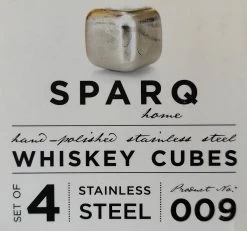 SPARQ
home
hand-polished stainless steel
WHISKEY CUBES
SET OF 4
STAINLESS STEEL
Product No:
009